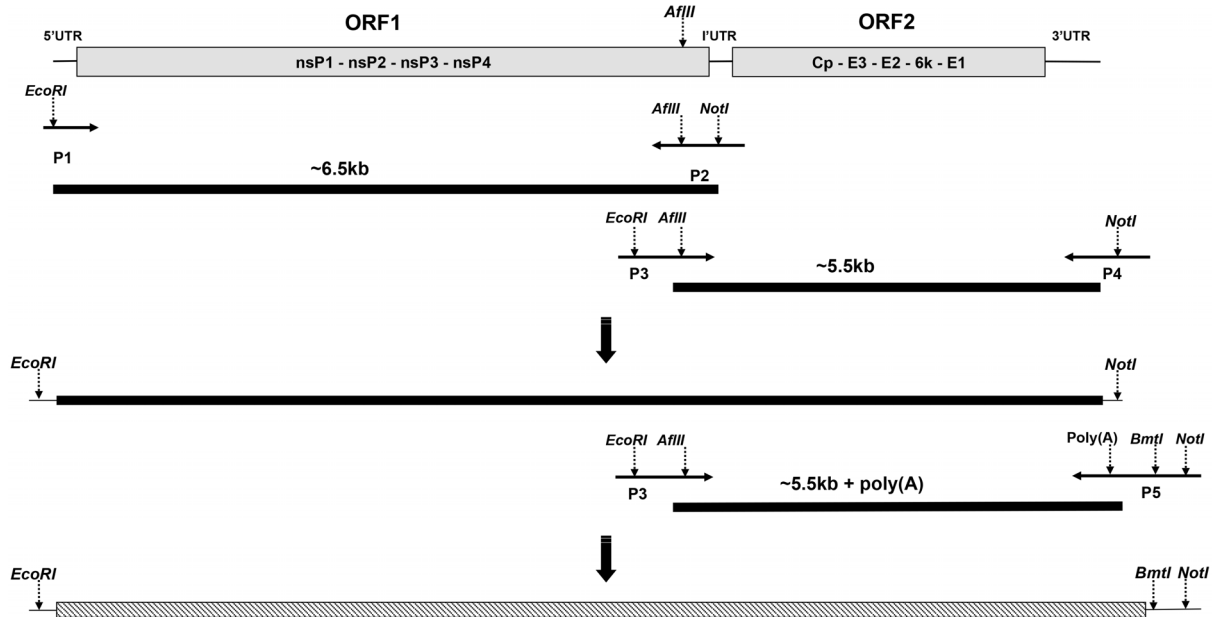 ORF1 AflII ORF2
5'UTR I'UTR 3'UTR
nsP1 - nsP2 - nsP3 - nsP4 Cp - E3 - E2 - 6k - E1
EcoRI
AflII NotI
P1 ~6.5kb P2
EcoRI AflII NotI
P3 ~5.5kb P4
EcoRI NotI
EcoRI AflII Poly(A) BmtI NotI
P3 ~5.5kb + poly(A) P5
EcoRI BmtI NotI